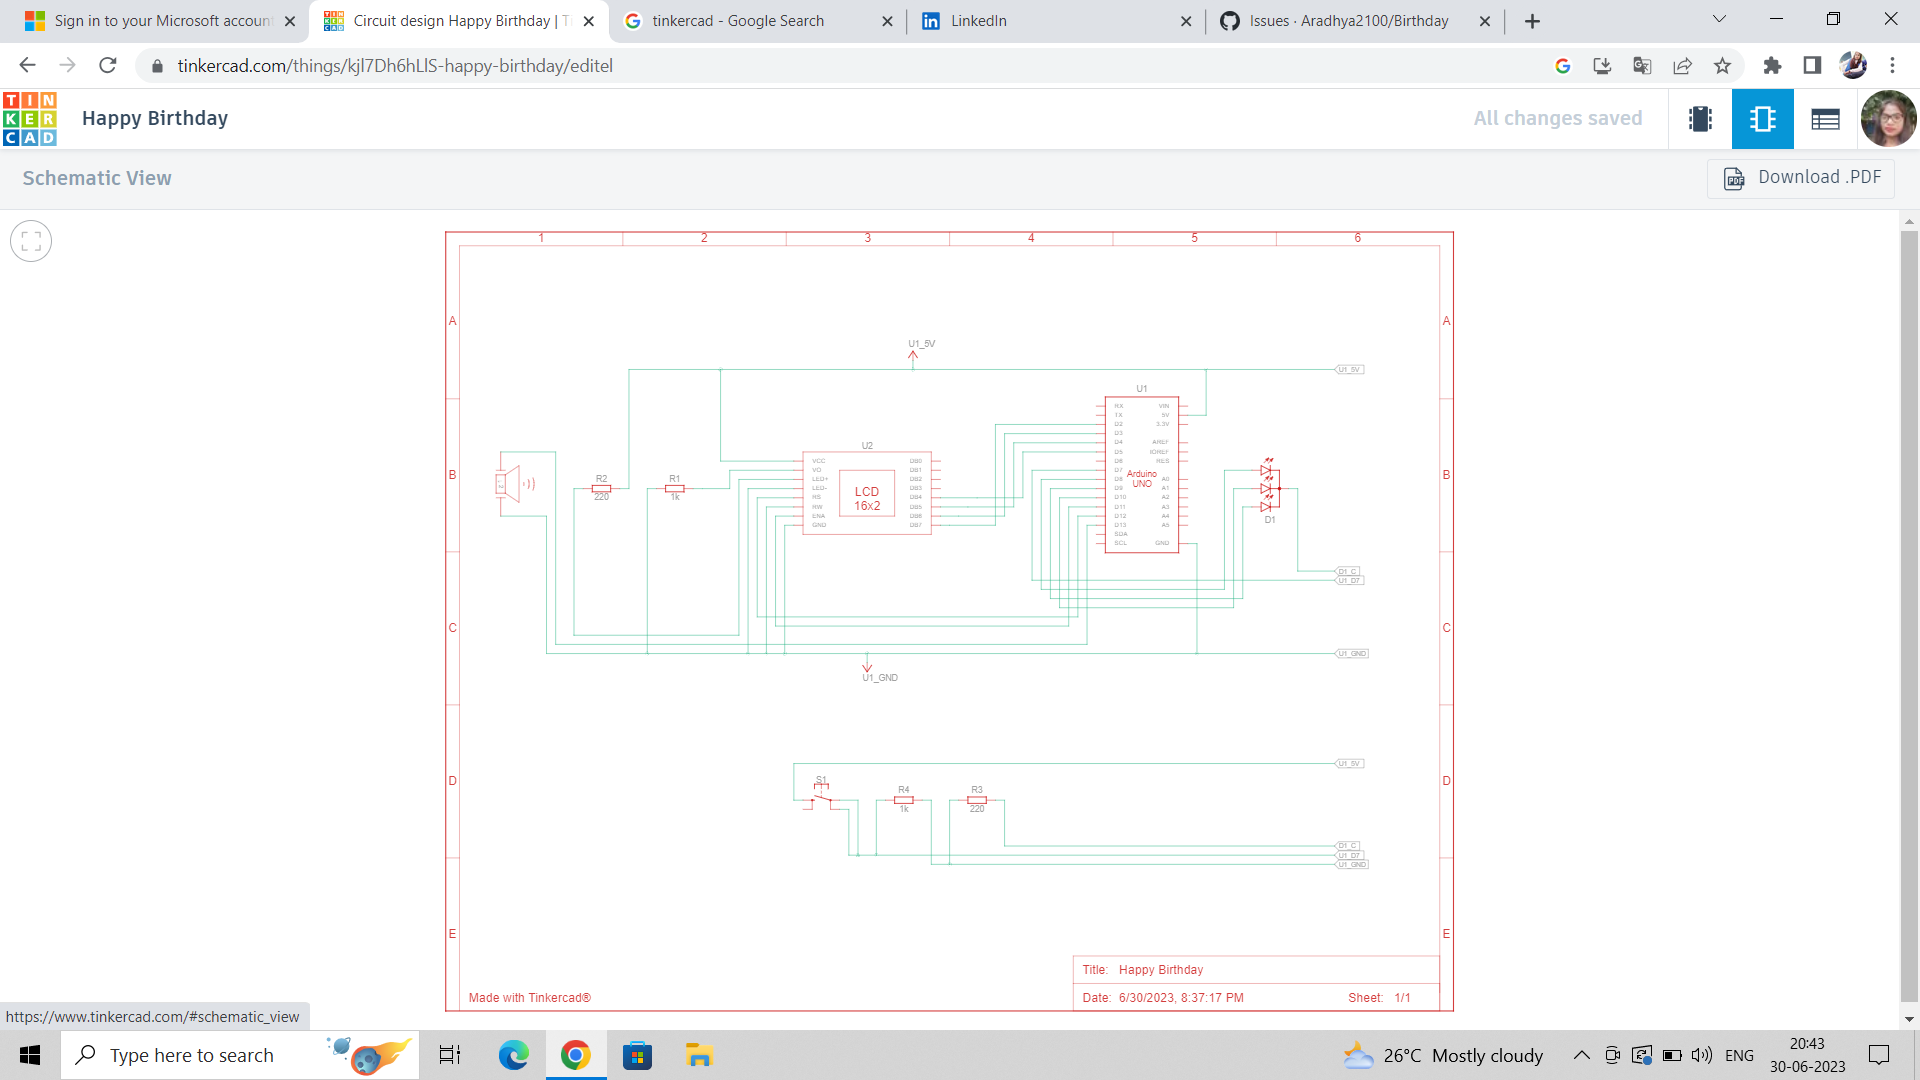 Sign in to your Microsoft accoun
Circuit design Happy Birthday | Ti
tinkercad - Google Search
LinkedIn
Issues · Aradhya2100/Birthday
tinkercad.com/things/kjl7Dh6hLlS-happy-birthday/editel
TIN
KER
CAD
Happy Birthday
All changes saved
Schematic View
Download .PDF
1 2 3 4 5 6
A A
U1_5V
U1_5V
U1
RX VIN
TX 5V
D2 3.3V
D3
D4 AREF
D5 IOREF
D6 RES
D7
D8 A0
D9 A1
D10 A2
D11 A3
D12 A4
D13 A5
SDA
SCL GND
Arduino
UNO
U2
VCC DB0
VO DB1
LED+ DB2
LED- DB3
RS DB4
RW DB5
ENA DB6
GND DB7
LCD
16x2
B B
R2
220
R1
1k
D1
D1_C
U1_D7
C C
U1_GND
U1_GND
U1_5V
D D
S1
R4
1k
R3
220
D1_C
U1_D7
U1_GND
E E
Title: Happy Birthday
Made with Tinkercad®
Date: 6/30/2023, 8:37:17 PM Sheet: 1/1
https://www.tinkercad.com/#schematic_view
Type here to search
26°C Mostly cloudy
ENG
20:43
30-06-2023